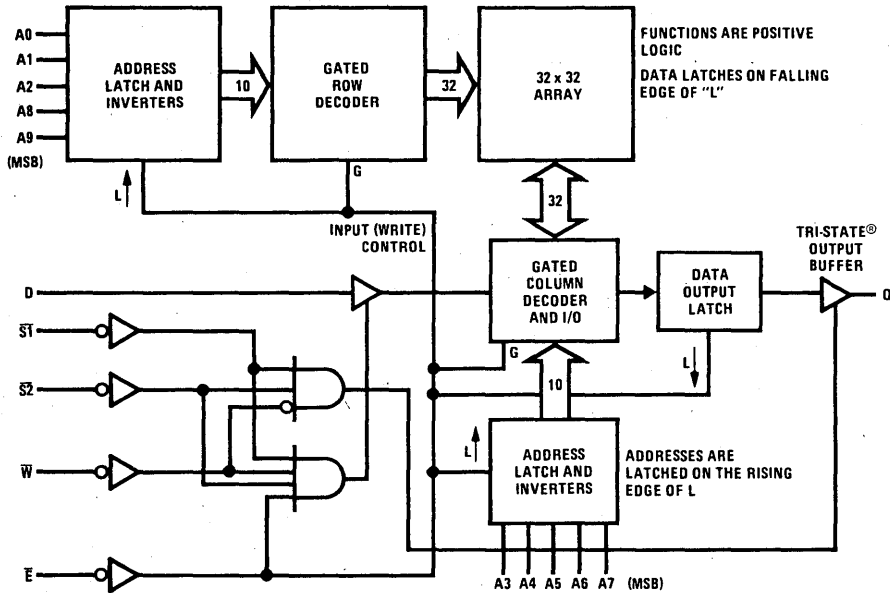 A0
A1
A2
A8
A9
(MSB)
ADDRESS
LATCH AND
INVERTERS
10
GATED
ROW
DECODER
32
32 x 32
ARRAY
FUNCTIONS ARE POSITIVE
LOGIC
DATA LATCHES ON FALLING
EDGE OF "L"
L
G
INPUT (WRITE)
CONTROL
32
D
GATED
COLUMN
DECODER
AND I/O
G
DATA
OUTPUT
LATCH
TRI-STATE®
OUTPUT
BUFFER
Q
L
S̅1̅
S̅2̅
W̅
E̅
10
L
ADDRESS
LATCH AND
INVERTERS
ADDRESSES ARE
LATCHED ON THE RISING
EDGE OF L
A3 A4 A5 A6 A7 (MSB)